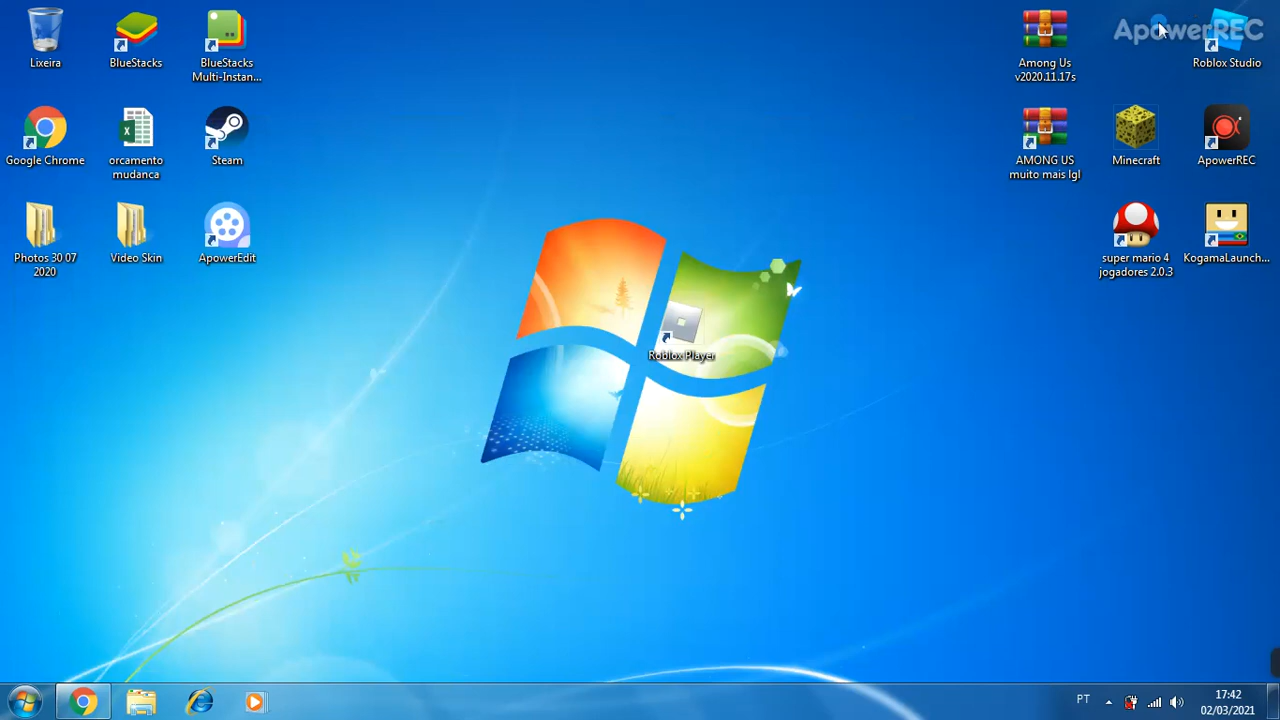 ApowerREC
Lixeira
BlueStacks
BlueStacks
Multi-Instan...
Among Us
v2020.11.17s
Roblox Studio
Google Chrome
orcamento
mudanca
Steam
AMONG US
muito mais lgl
Minecraft
ApowerREC
Photos 30 07
2020
Video Skin
ApowerEdit
super mario 4
jogadores 2.0.3
KogamaLaunch...
Roblox Player
PT
17:42
02/03/2021